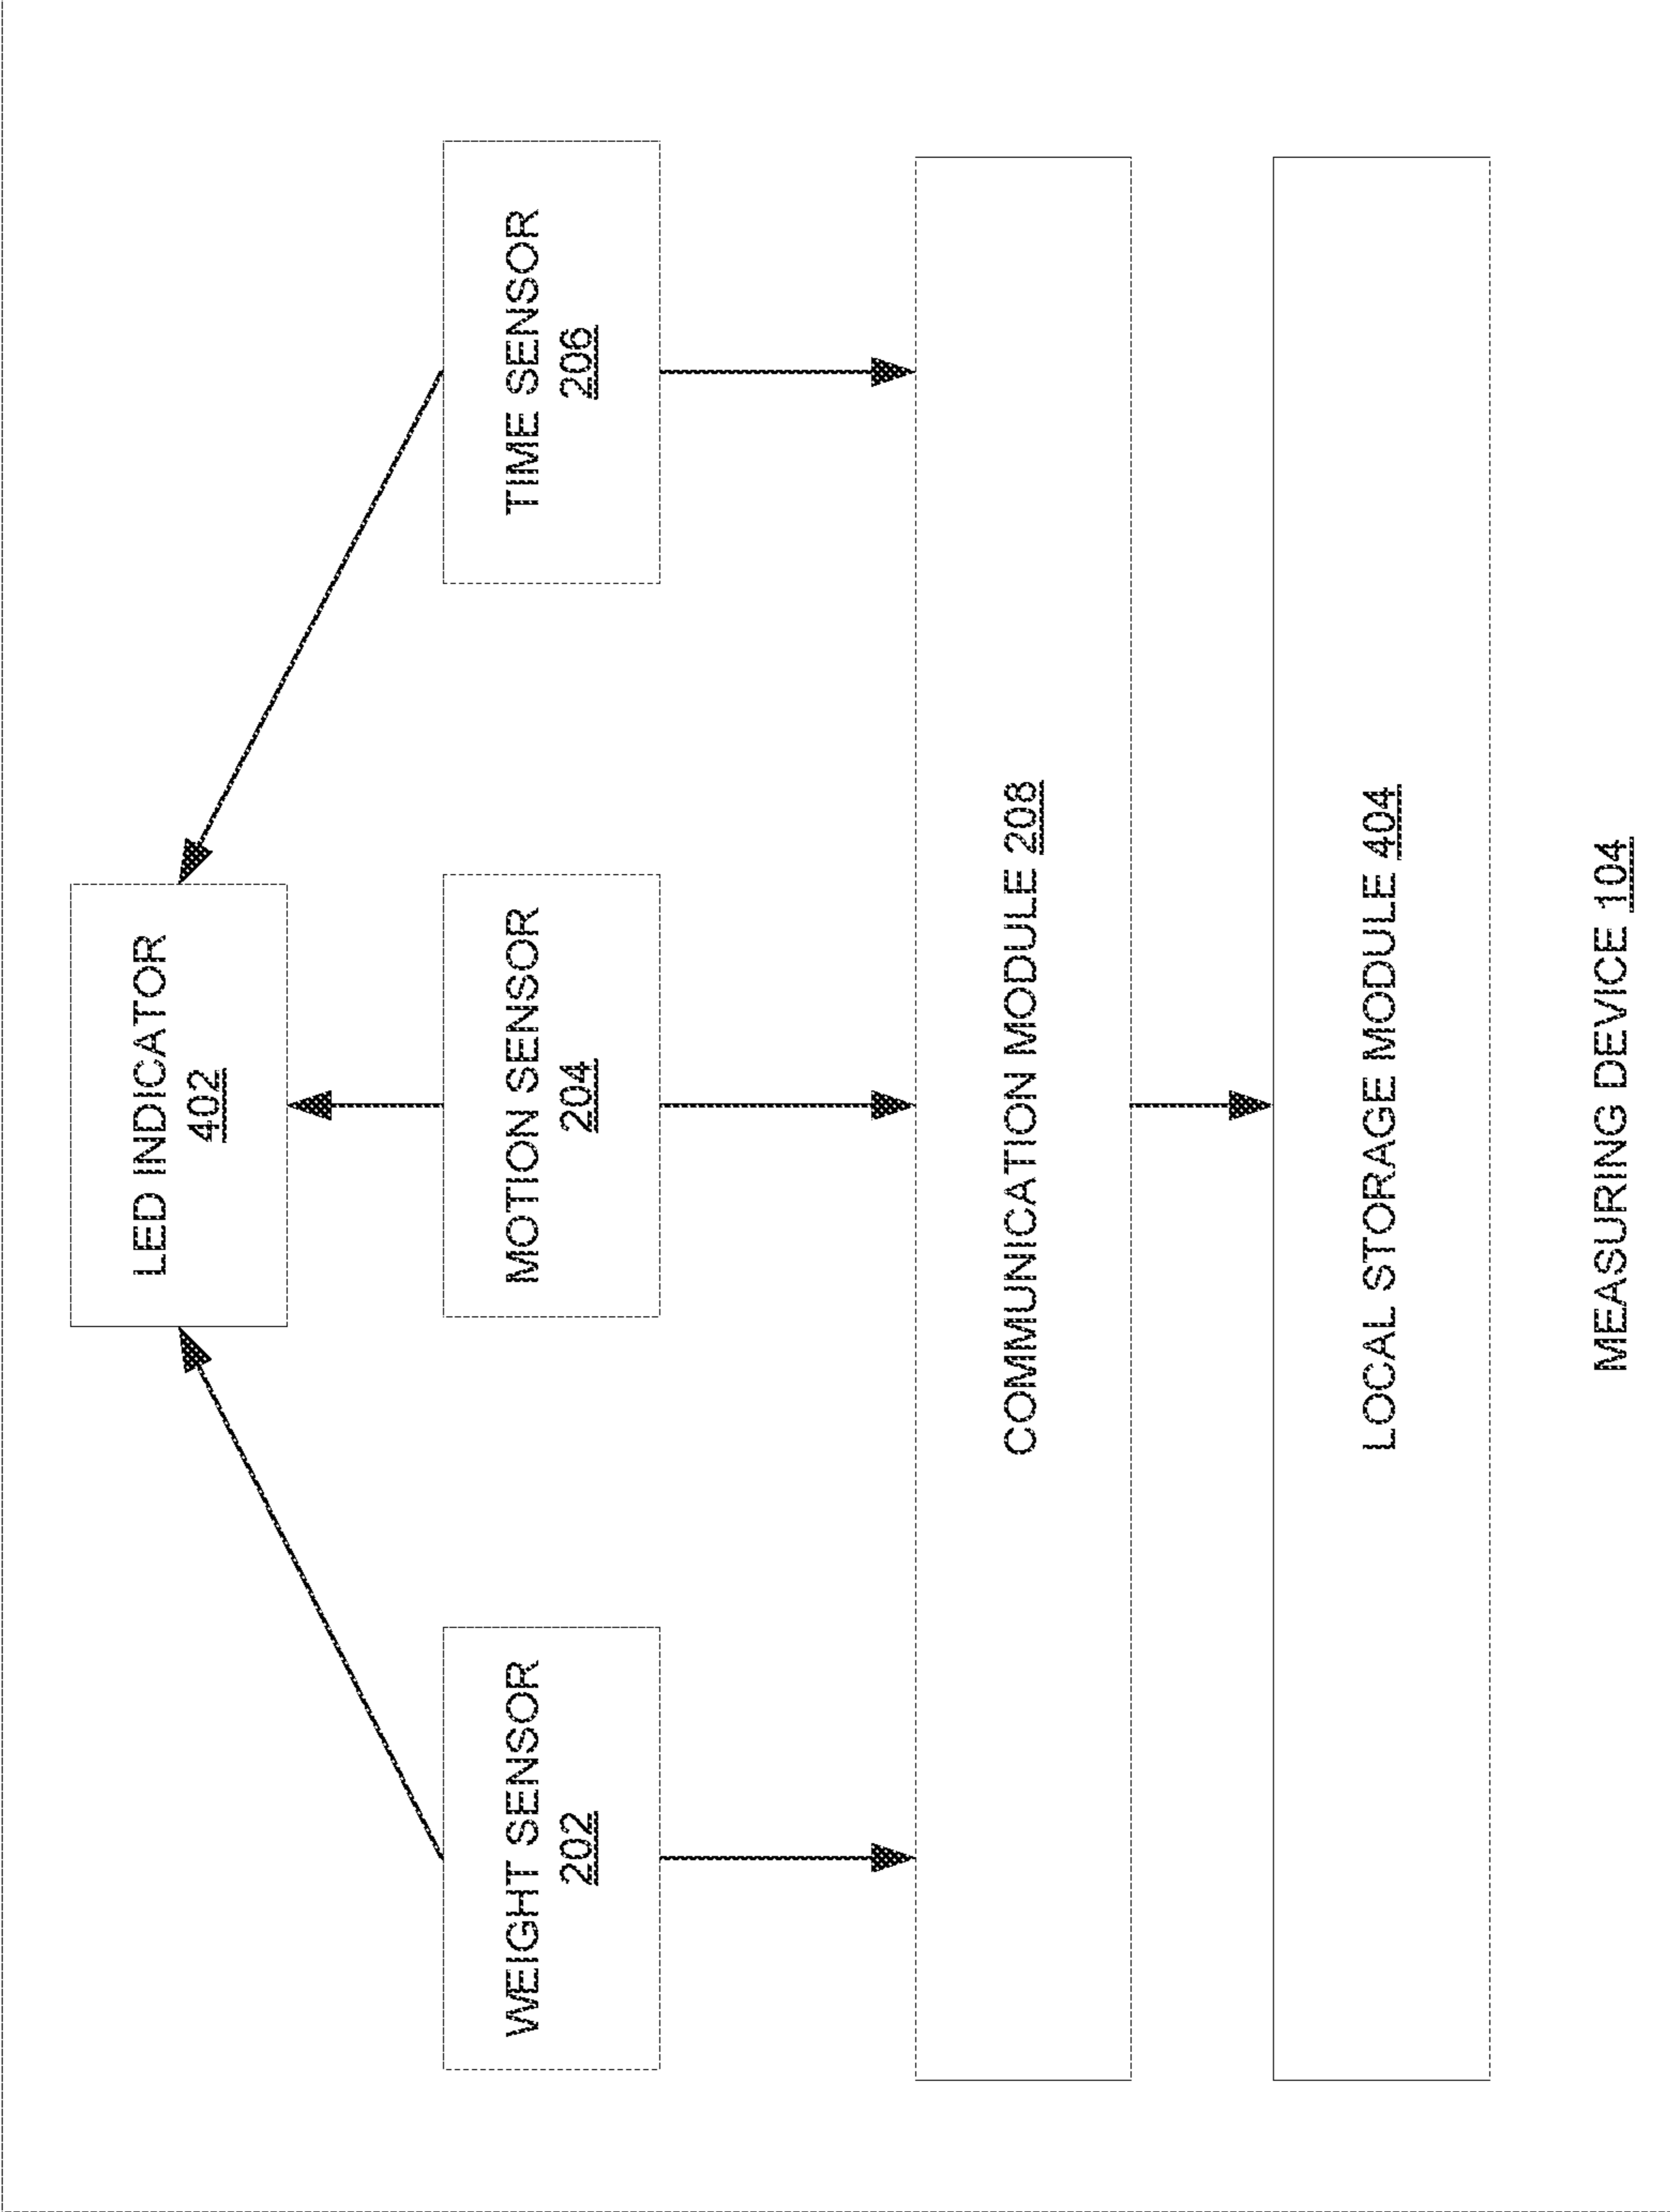 LED INDICATOR
402
WEIGHT SENSOR
202
MOTION SENSOR
204
TIME SENSOR
206
COMMUNICATION MODULE 208
LOCAL STORAGE MODULE 404
MEASURING DEVICE 104